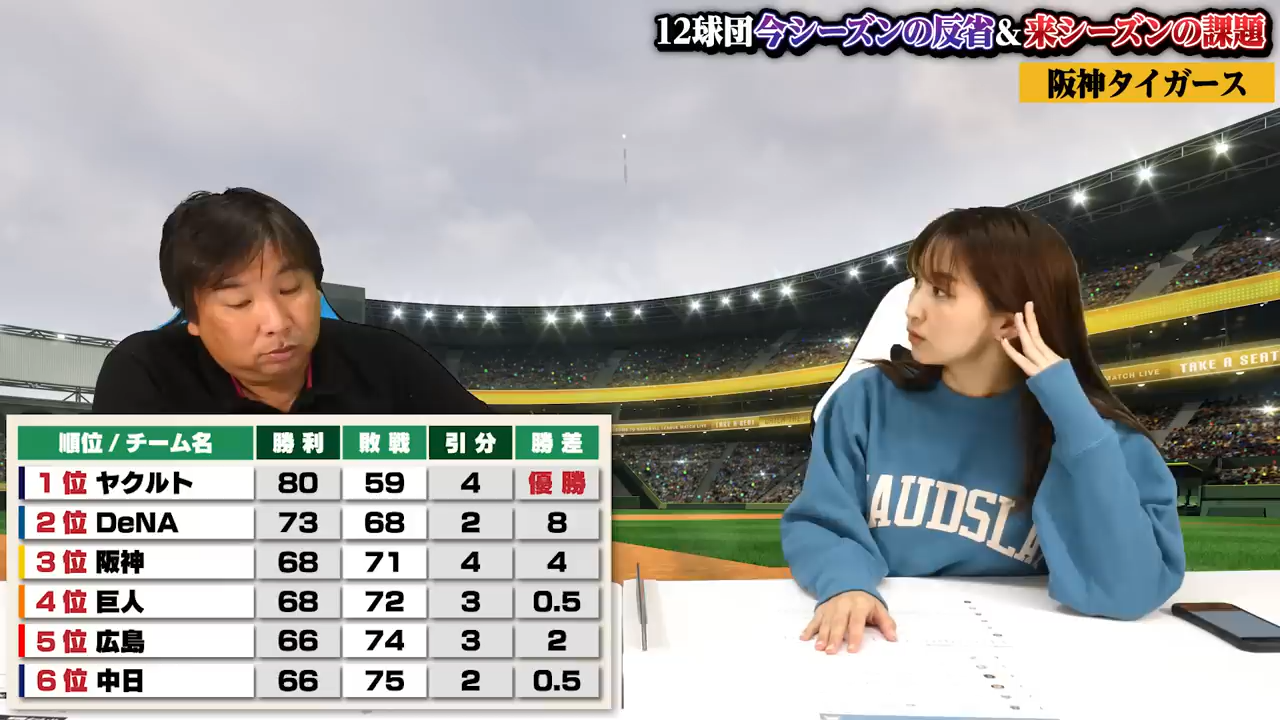 12球団今シーズンの反省&来シーズンの課題
阪神タイガース
順位/チーム名 勝利 敗戦 引分 勝差
1位 ヤクルト 80 59 4 優勝
2位 DeNA 73 68 2 8
3位 阪神 68 71 4 4
4位 巨人 68 72 3 0.5
5位 広島 66 74 3 2
6位 中日 66 75 2 0.5
TAKE A SEAT
MATCH LIVE
TAKE A SEAT